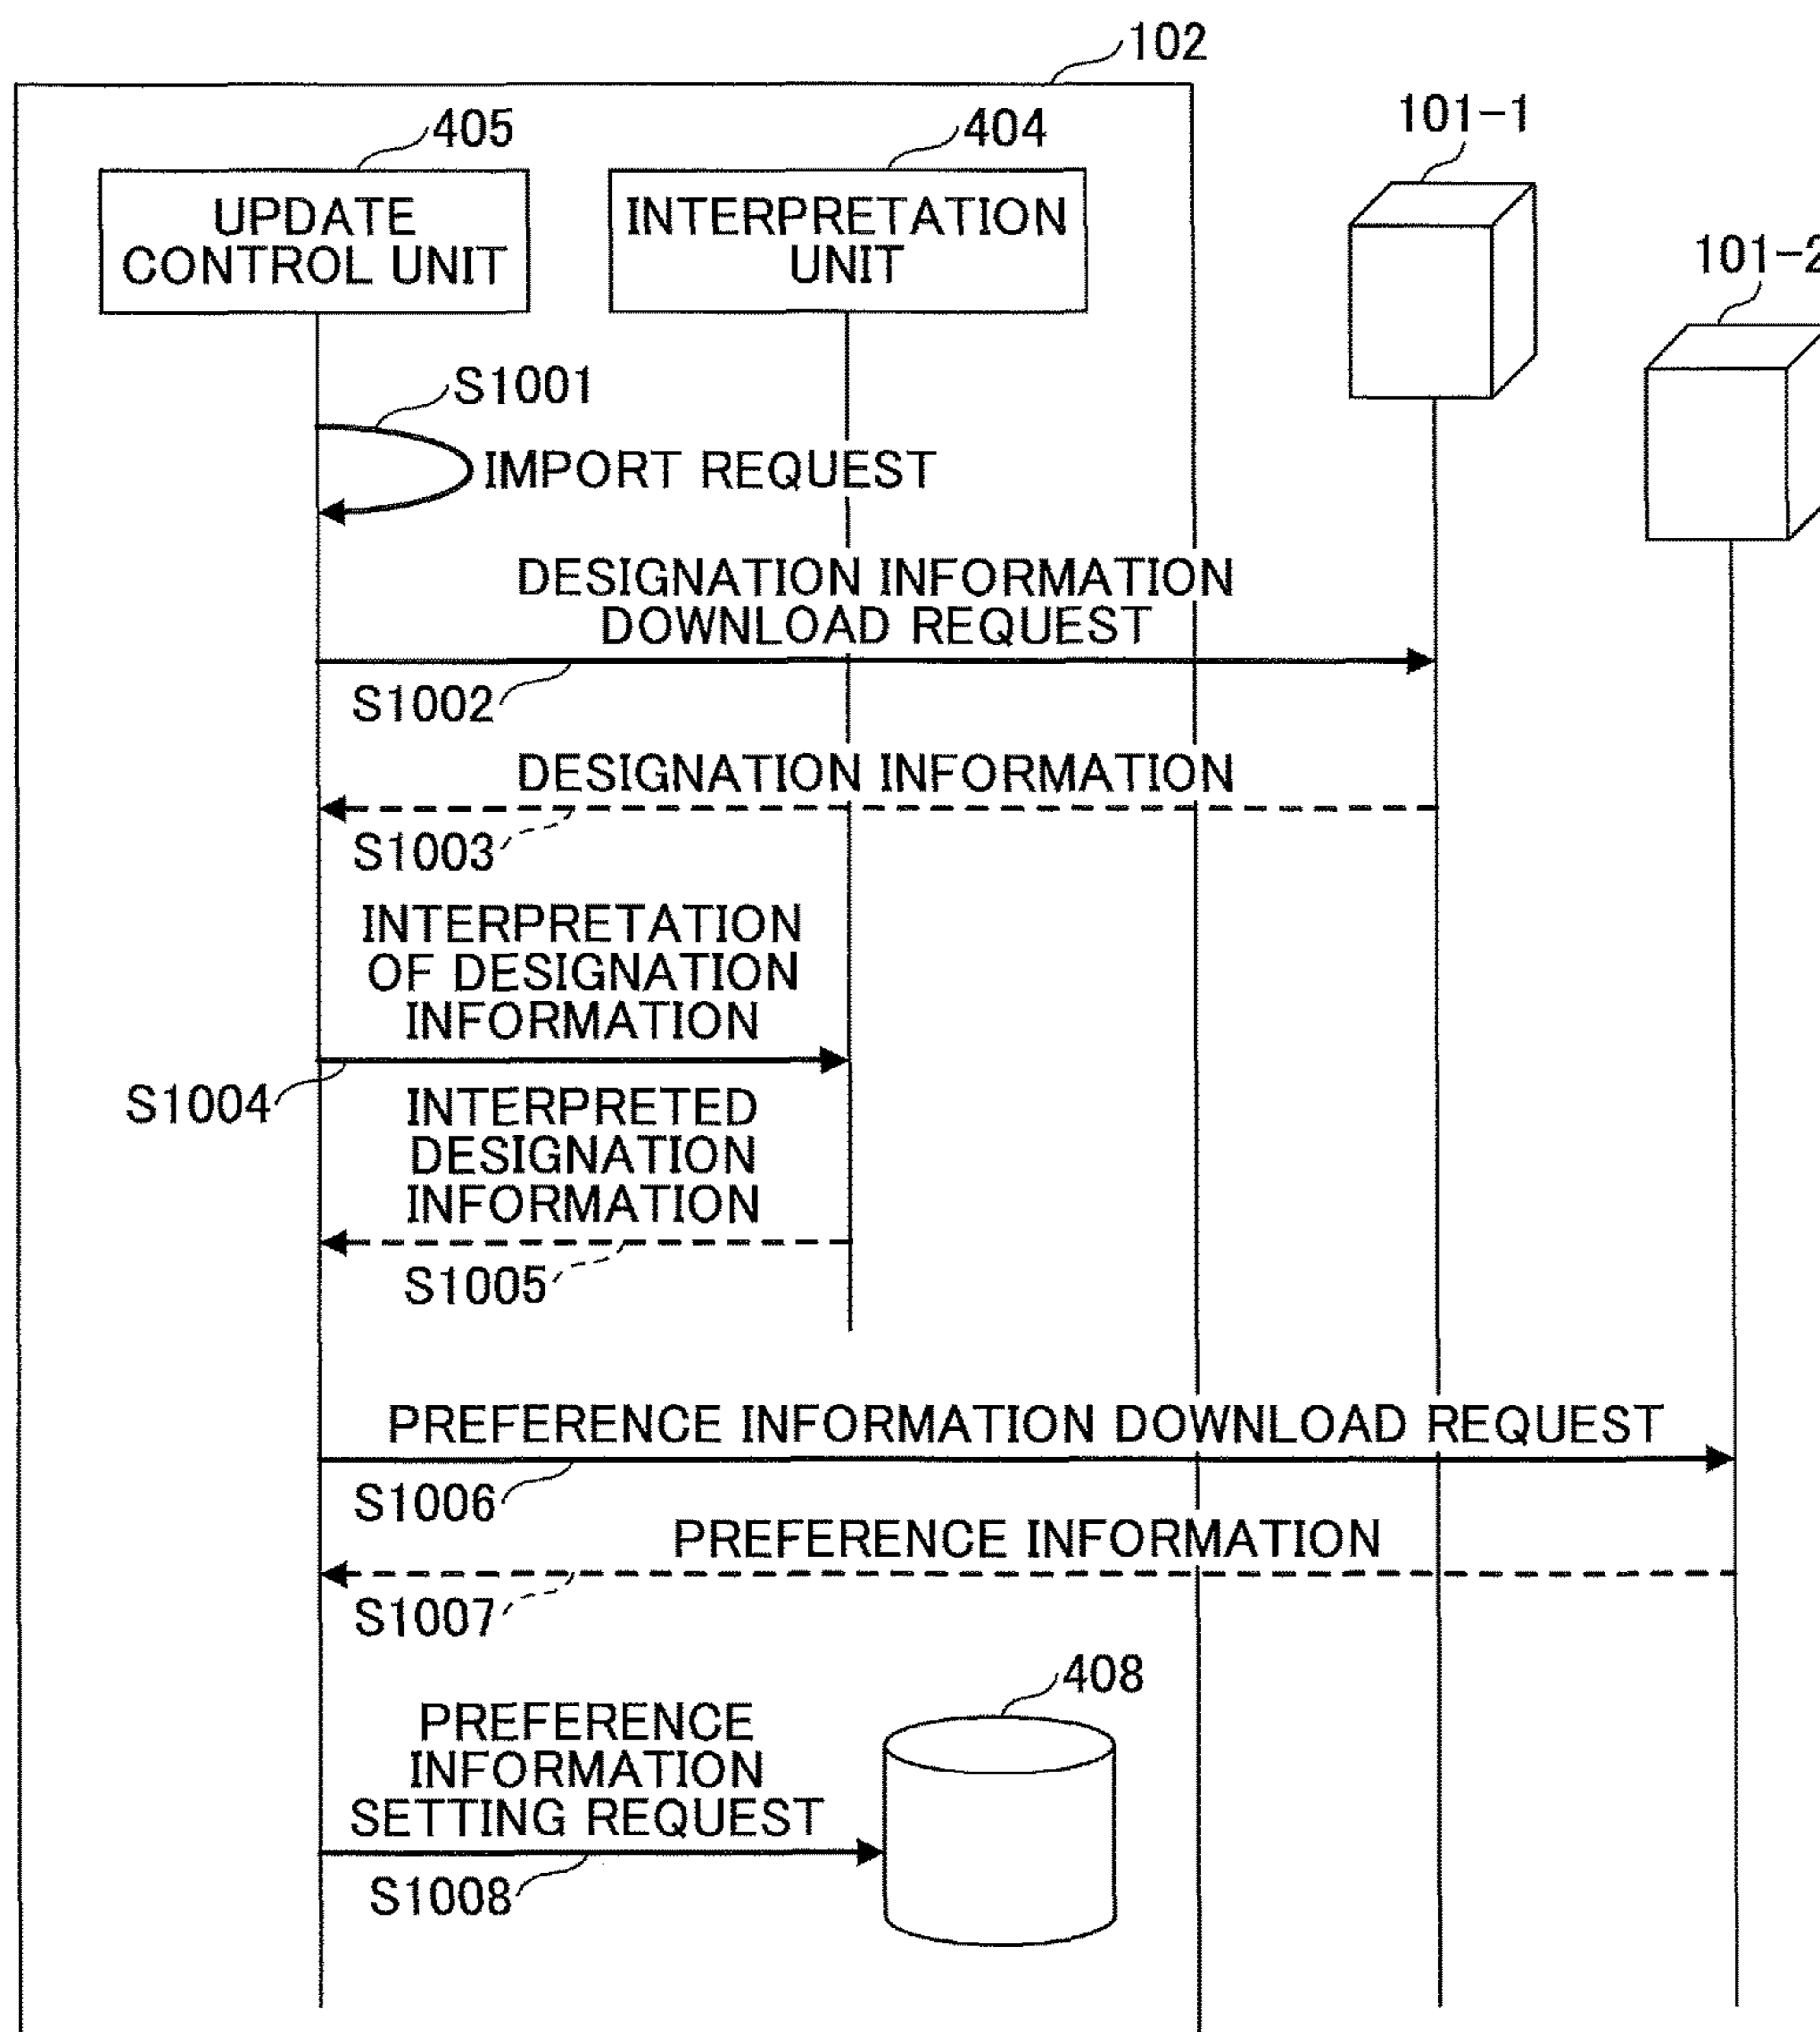 102
405
404
101-1
UPDATE
CONTROL UNIT
INTERPRETATION
UNIT
101-2
S1001
IMPORT REQUEST
DESIGNATION INFORMATION
DOWNLOAD REQUEST
S1002
DESIGNATION INFORMATION
S1003
INTERPRETATION
OF DESIGNATION
INFORMATION
S1004
INTERPRETED
DESIGNATION
INFORMATION
S1005
PREFERENCE INFORMATION DOWNLOAD REQUEST
S1006
PREFERENCE INFORMATION
S1007
408
PREFERENCE
INFORMATION
SETTING REQUEST
S1008